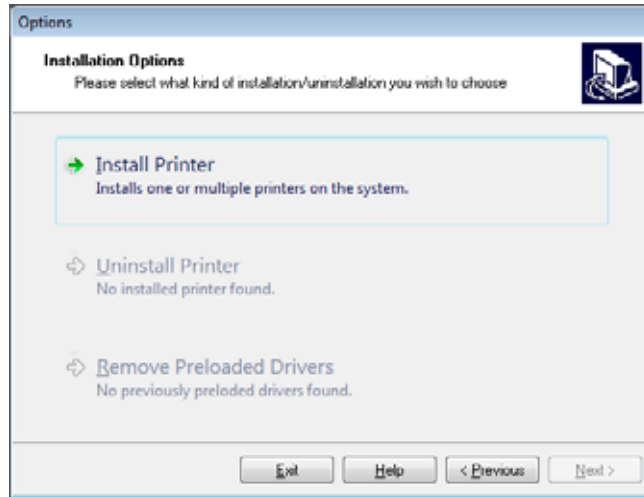 Options
Installation Options
Please select what kind of installation/uninstallation you wish to choose
Install Printer
Installs one or multiple printers on the system.
Uninstall Printer
No installed printer found.
Remove Preloaded Drivers
No previously preloded drivers found.
Exit Help < Previous Next >